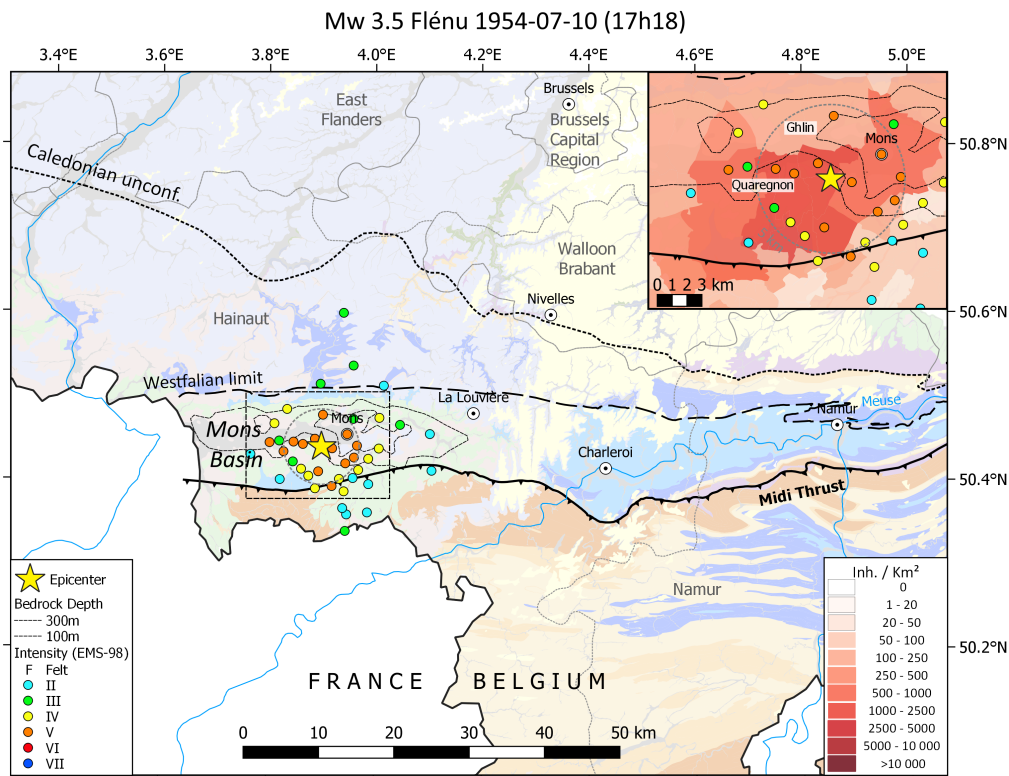 Mw 3.5 Flénu 1954-07-10 (17h18)
3.4°E 3.6°E 3.8°E 4.0°E 4.2°E 4.4°E 4.6°E 4.8°E 5.0°E
Brussels
East
Flanders
Brussels
Capital
Region
Ghlin
Mons
Quaregnon
0 1 2 3 km
50.8°N
Caledonian unconf.
Walloon
Brabant
Nivelles
50.6°N
Hainaut
Westfalian limit
La Louvière
Meuse
Namur
Mons
Mons
Basin
Charleroi
50.4°N
Midi Thrust
Namur
50.2°N
FRANCE BELGIUM
0 10 20 30 40 50 km
Epicenter
Bedrock Depth
300m
100m
Intensity (EMS-98)
F Felt
II
III
IV
V
VI
VII
Inh. / Km²
0
1 - 20
20 - 50
50 - 100
100 - 250
250 - 500
500 - 1000
1000 - 2500
2500 - 5000
5000 - 10 000
>10 000